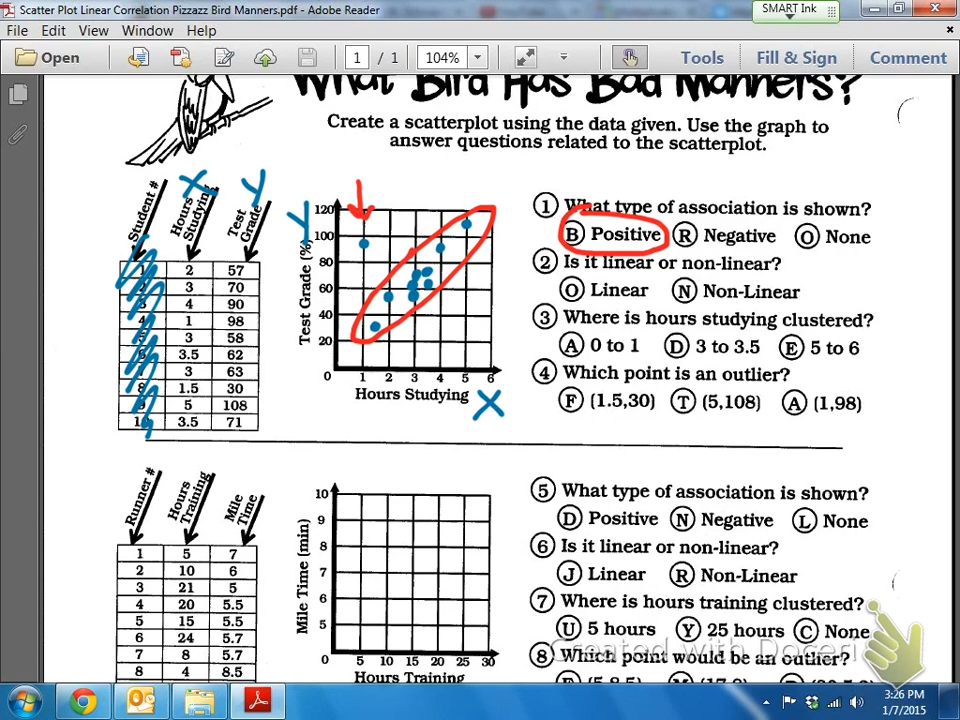 Scatter Plot Linear Correlation Pizzazz Bird Manners.pdf - Adobe Reader
SMART Ink
File Edit View Window Help
Open
1 / 1
104%
Tools Fill & Sign Comment
What Bird Has Bad Manners?
Create a scatterplot using the data given. Use the graph to
answer questions related to the scatterplot.
Student # Hours Studying Test Grade
X Y
1 2 57
2 3 70
3 4 90
4 1 98
5 3 58
6 3.5 62
7 3 63
8 1.5 30
9 5 108
10 3.5 71
Y
Test Grade (%)
120
100
80
60
40
20
0 1 2 3 4 5 6
Hours Studying
X
1 What type of association is shown?
B Positive R Negative O None
2 Is it linear or non-linear?
O Linear N Non-Linear
3 Where is hours studying clustered?
A 0 to 1 D 3 to 3.5 E 5 to 6
4 Which point is an outlier?
F (1.5,30) T (5,108) A (1,98)
Runner # Hours Training Mile Time
1 5 7
2 10 6
3 21 5
4 20 5.5
5 15 5.5
6 24 5.7
7 8 5.7
8 4 8.5
Mile Time (min)
10
9
8
7
6
5
0 5 10 15 20 25 30
Hours Training
5 What type of association is shown?
D Positive N Negative L None
6 Is it linear or non-linear?
J Linear R Non-Linear
7 Where is hours training clustered?
U 5 hours Y 25 hours C None
8 Which point would be an outlier?
Created with Doceri
3:26 PM
1/7/2015